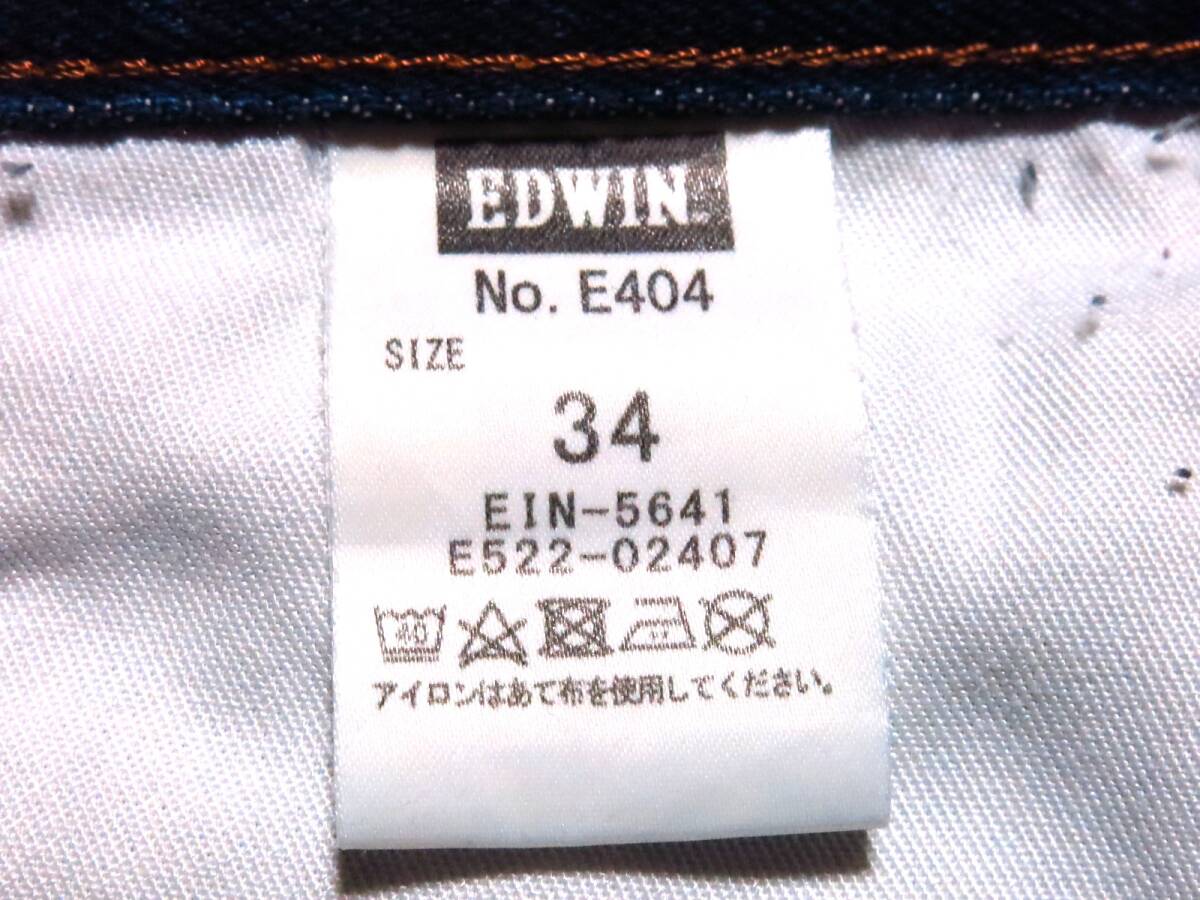 EDWIN
No. E404
SIZE
34
EIN-5641
E522-02407
40
アイロンはあて布を使用してください。